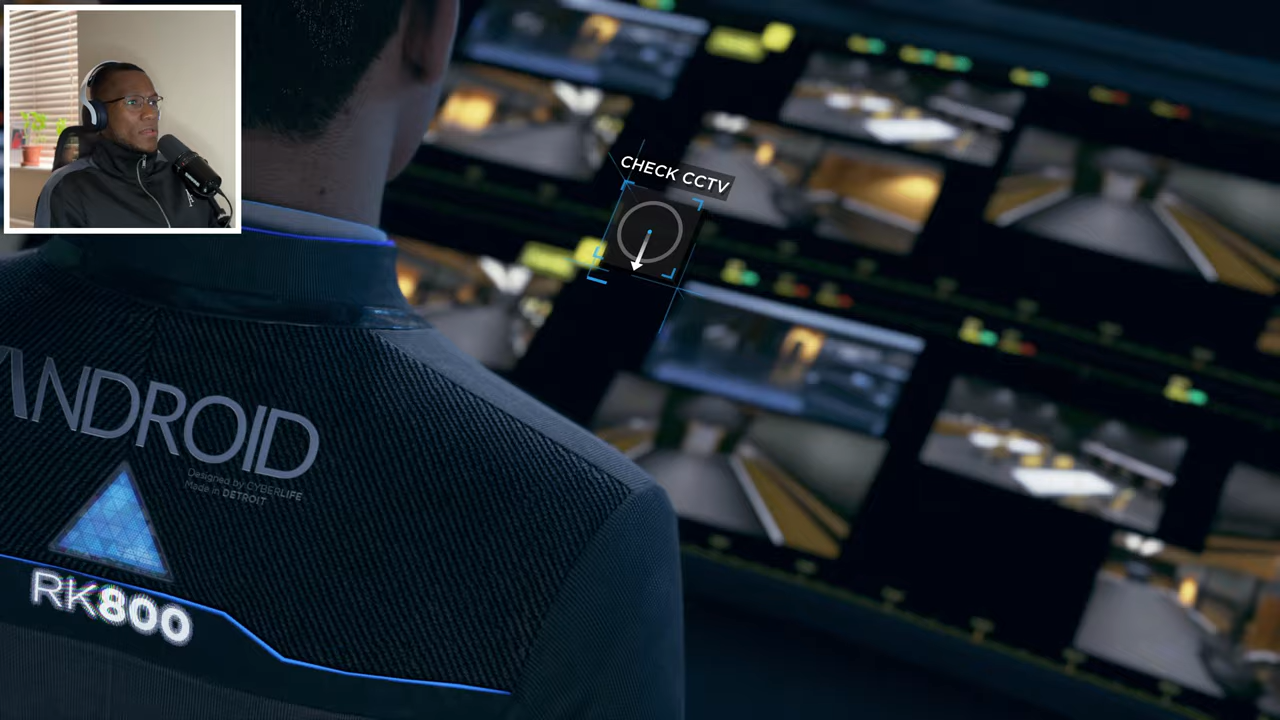 CHECK CCTV
ANDROID
Designed by CYBERLIFE
Made in DETROIT
RK800